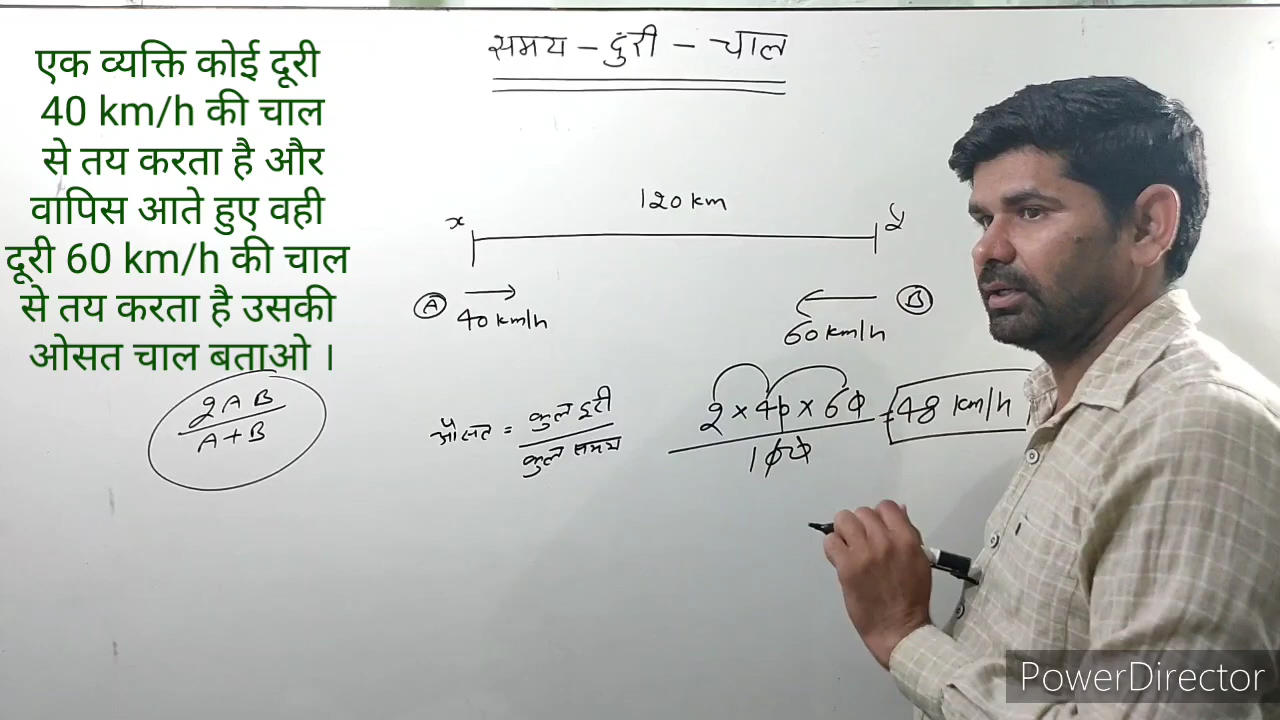 समय – दुरी – चाल
एक व्यक्ति कोई दूरी
40 km/h की चाल
से तय करता है और
वापिस आते हुए वही
दूरी 60 km/h की चाल
से तय करता है उसकी
ओसत चाल बताओ ।
2AB
A+B
120 km
x
y
A
40 km/h
B
60 km/h
औसत = कुल दुरी
कुल समय
2 × 40 × 60 = 48 km/h
100
PowerDirector